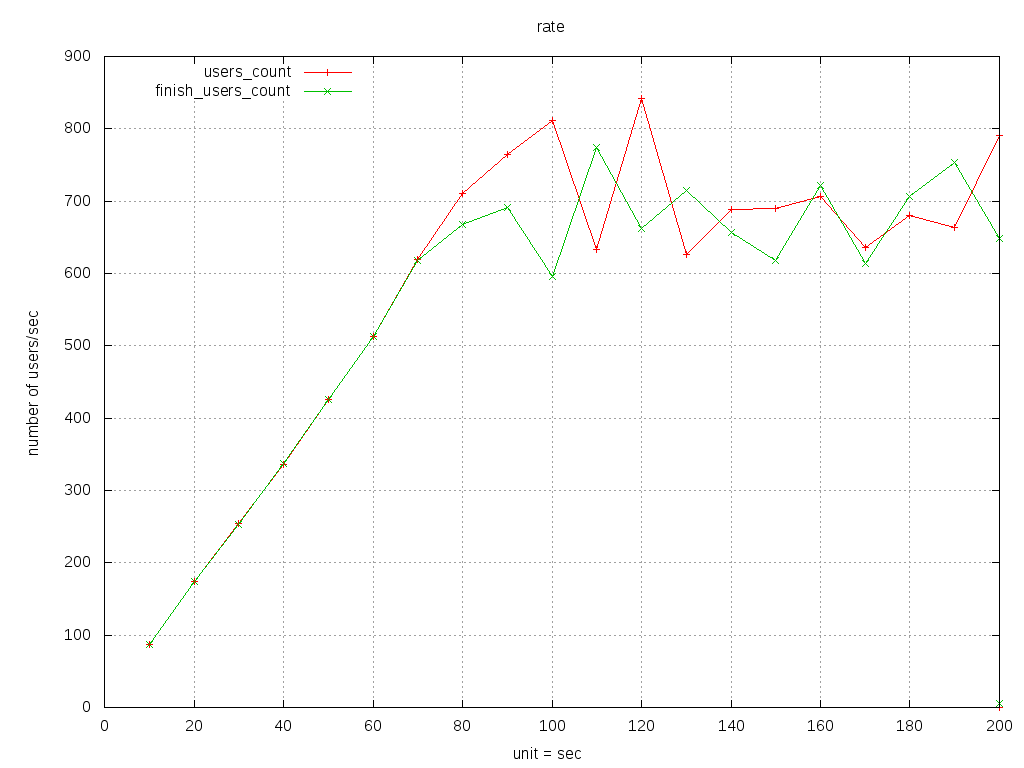 rate
users_count
finish_users_count
900
800
700
600
500
400
300
200
100
0
number of users/sec
0 20 40 60 80 100 120 140 160 180 200
unit = sec